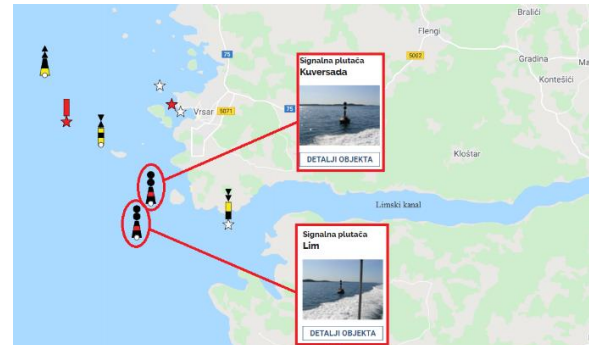 Bralići
Flengi
75
5002
Gradina
Kontešići
Signalna plutača
Kuversada
DETALJI OBJEKTA
Vrsar
5071
75
Kloštar
Limski kanal
Signalna plutača
Lim
DETALJI OBJEKTA